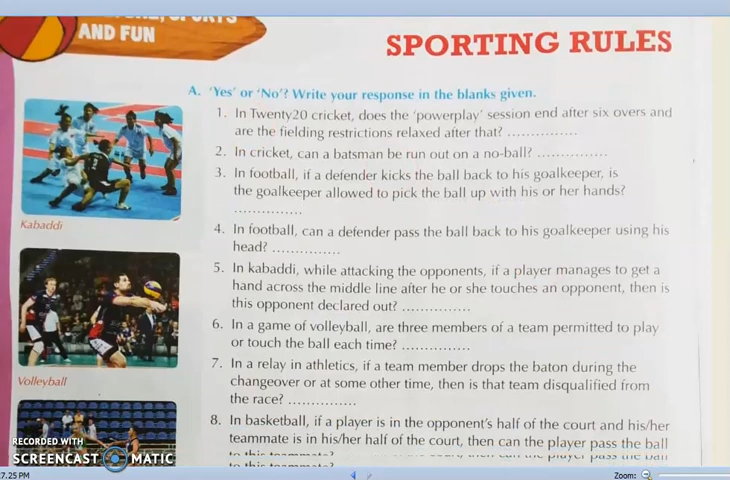 AND FUN
SPORTING RULES
A. 'Yes' or 'No'? Write your response in the blanks given.
1. In Twenty20 cricket, does the 'powerplay' session end after six overs and
are the fielding restrictions relaxed after that? ...............
2. In cricket, can a batsman be run out on a no-ball? ...............
3. In football, if a defender kicks the ball back to his goalkeeper, is
the goalkeeper allowed to pick the ball up with his or her hands?
...............
Kabaddi
4. In football, can a defender pass the ball back to his goalkeeper using his
head? ...............
5. In kabaddi, while attacking the opponents, if a player manages to get a
hand across the middle line after he or she touches an opponent, then is
this opponent declared out? ...............
6. In a game of volleyball, are three members of a team permitted to play
or touch the ball each time? ...............
7. In a relay in athletics, if a team member drops the baton during the
changeover or at some other time, then is that team disqualified from
the race? ...............
Volleyball
8. In basketball, if a player is in the opponent's half of the court and his/her
teammate is in his/her half of the court, then can the player pass the ball
to this teammate?
RECORDED WITH
SCREENCAST MATIC
7.25 PM
Zoom: